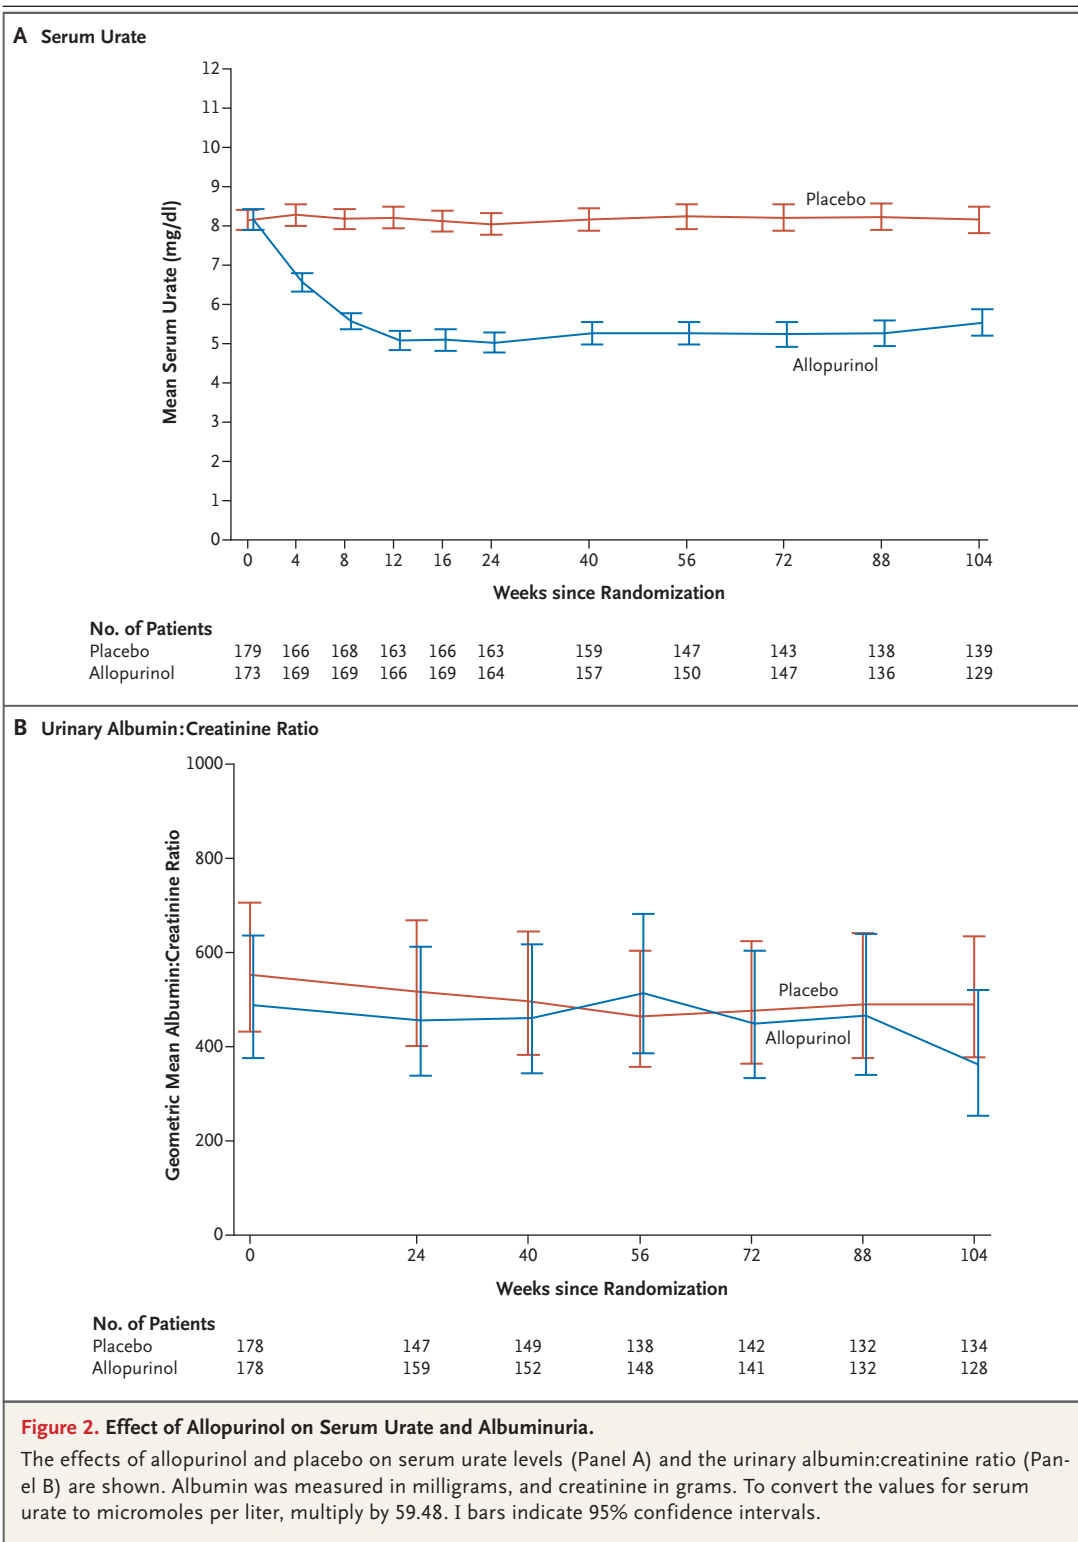 A Serum Urate
12
11
10
9
8
7
6
5
4
3
2
1
0
Mean Serum Urate (mg/dl)
Placebo
Allopurinol
0 4 8 12 16 24 40 56 72 88 104
Weeks since Randomization
No. of Patients
Placebo 179 166 168 163 166 163 159 147 143 138 139
Allopurinol 173 169 169 166 169 164 157 150 147 136 129
B Urinary Albumin:Creatinine Ratio
1000
800
600
400
200
0
Geometric Mean Albumin:Creatinine Ratio
Placebo
Allopurinol
0 24 40 56 72 88 104
Weeks since Randomization
No. of Patients
Placebo 178 147 149 138 142 132 134
Allopurinol 178 159 152 148 141 132 128
Figure 2. Effect of Allopurinol on Serum Urate and Albuminuria.
The effects of allopurinol and placebo on serum urate levels (Panel A) and the urinary albumin:creatinine ratio (Pan-
el B) are shown. Albumin was measured in milligrams, and creatinine in grams. To convert the values for serum
urate to micromoles per liter, multiply by 59.48. I bars indicate 95% confidence intervals.